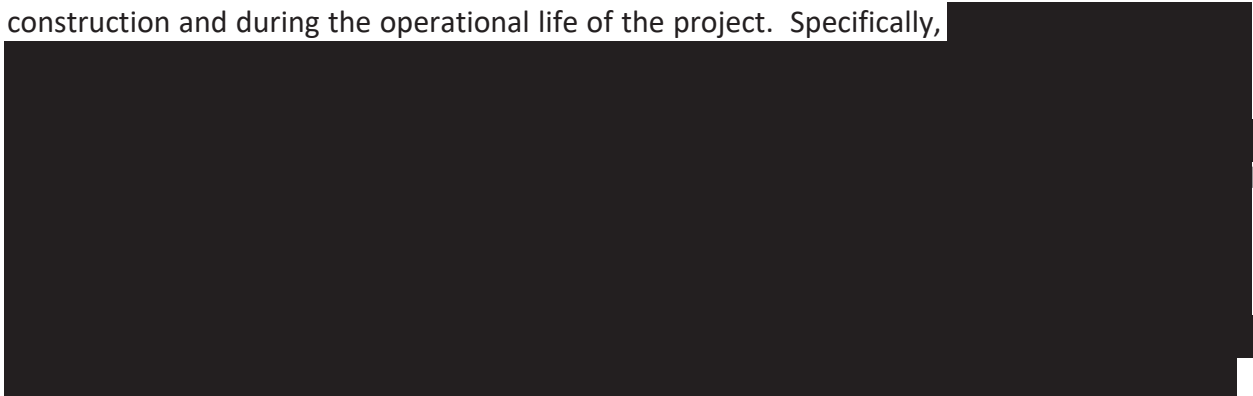 construction and during the operational life of the project. Specifically,